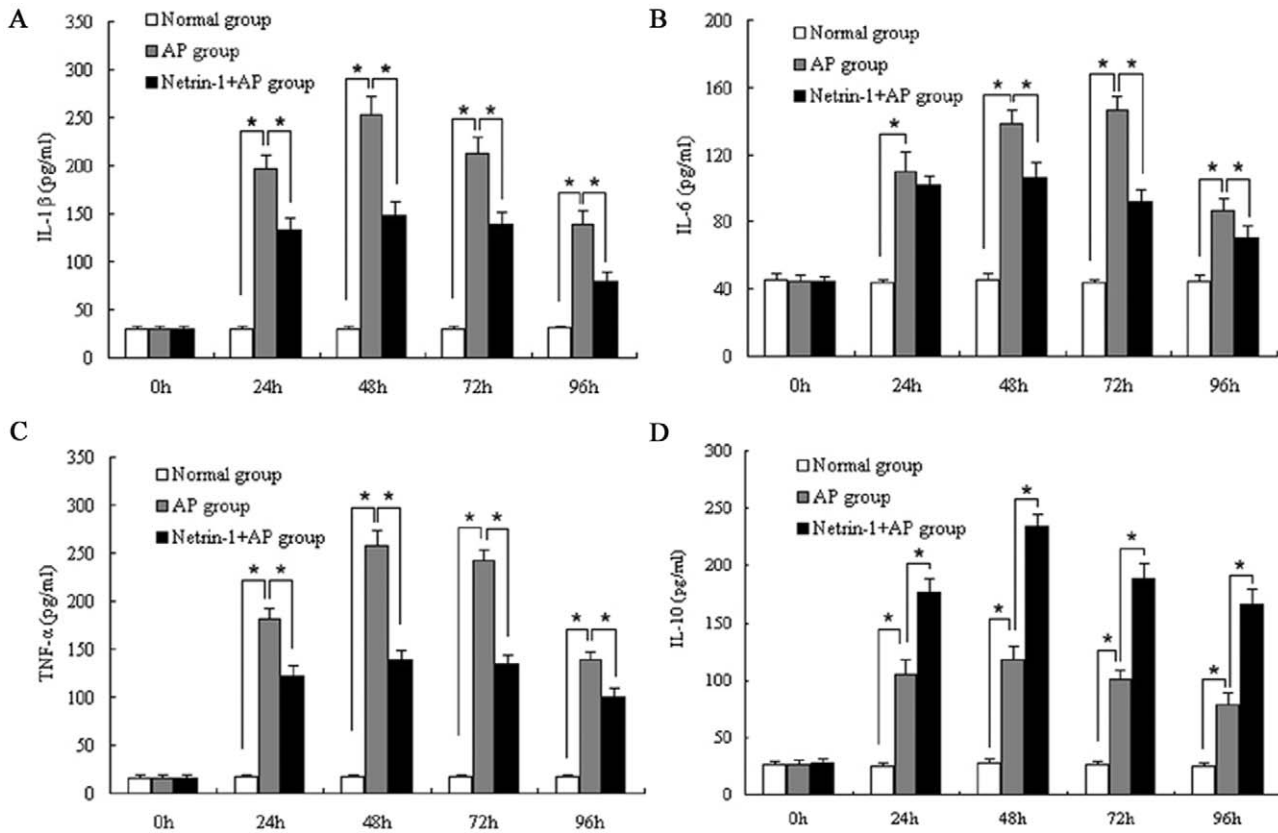 A
350
300
250
200
150
100
50
0
IL-1β (pg/ml)
Normal group
AP group
Netrin-1+AP group
* * * * * * * *
0h 24h 48h 72h 96h
B
200
160
120
80
40
0
IL-6 (pg/ml)
Normal group
AP group
Netrin-1+AP group
* * * * * * *
0h 24h 48h 72h 96h
C
350
300
250
200
150
100
50
0
TNF-α (pg/ml)
Normal group
AP group
Netrin-1+AP group
* * * * * * * *
0h 24h 48h 72h 96h
D
300
250
200
150
100
50
00
IL-10 (pg/ml)
Normal group
AP group
Netrin-1+AP group
* * * * * * * *
0h 24h 48h 72h 96h